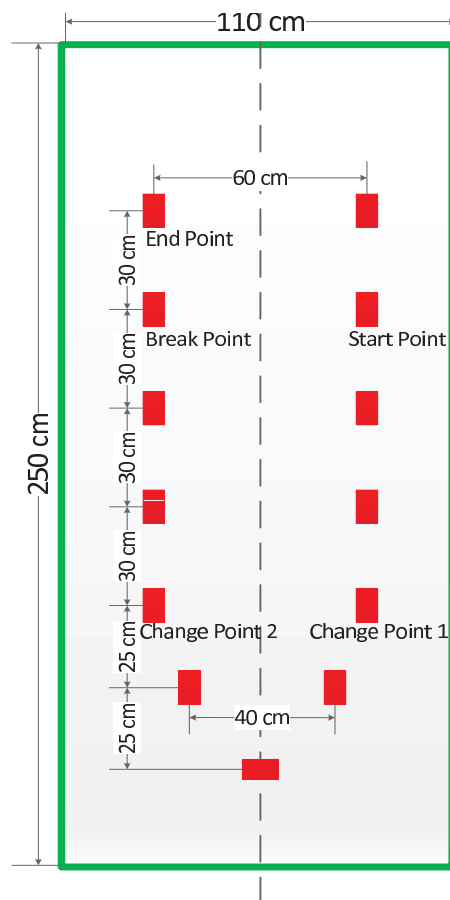 110 cm
60 cm
End Point
30 cm
Break Point
Start Point
30 cm
250 cm
30 cm
30 cm
Change Point 2
Change Point 1
25 cm
40 cm
25 cm